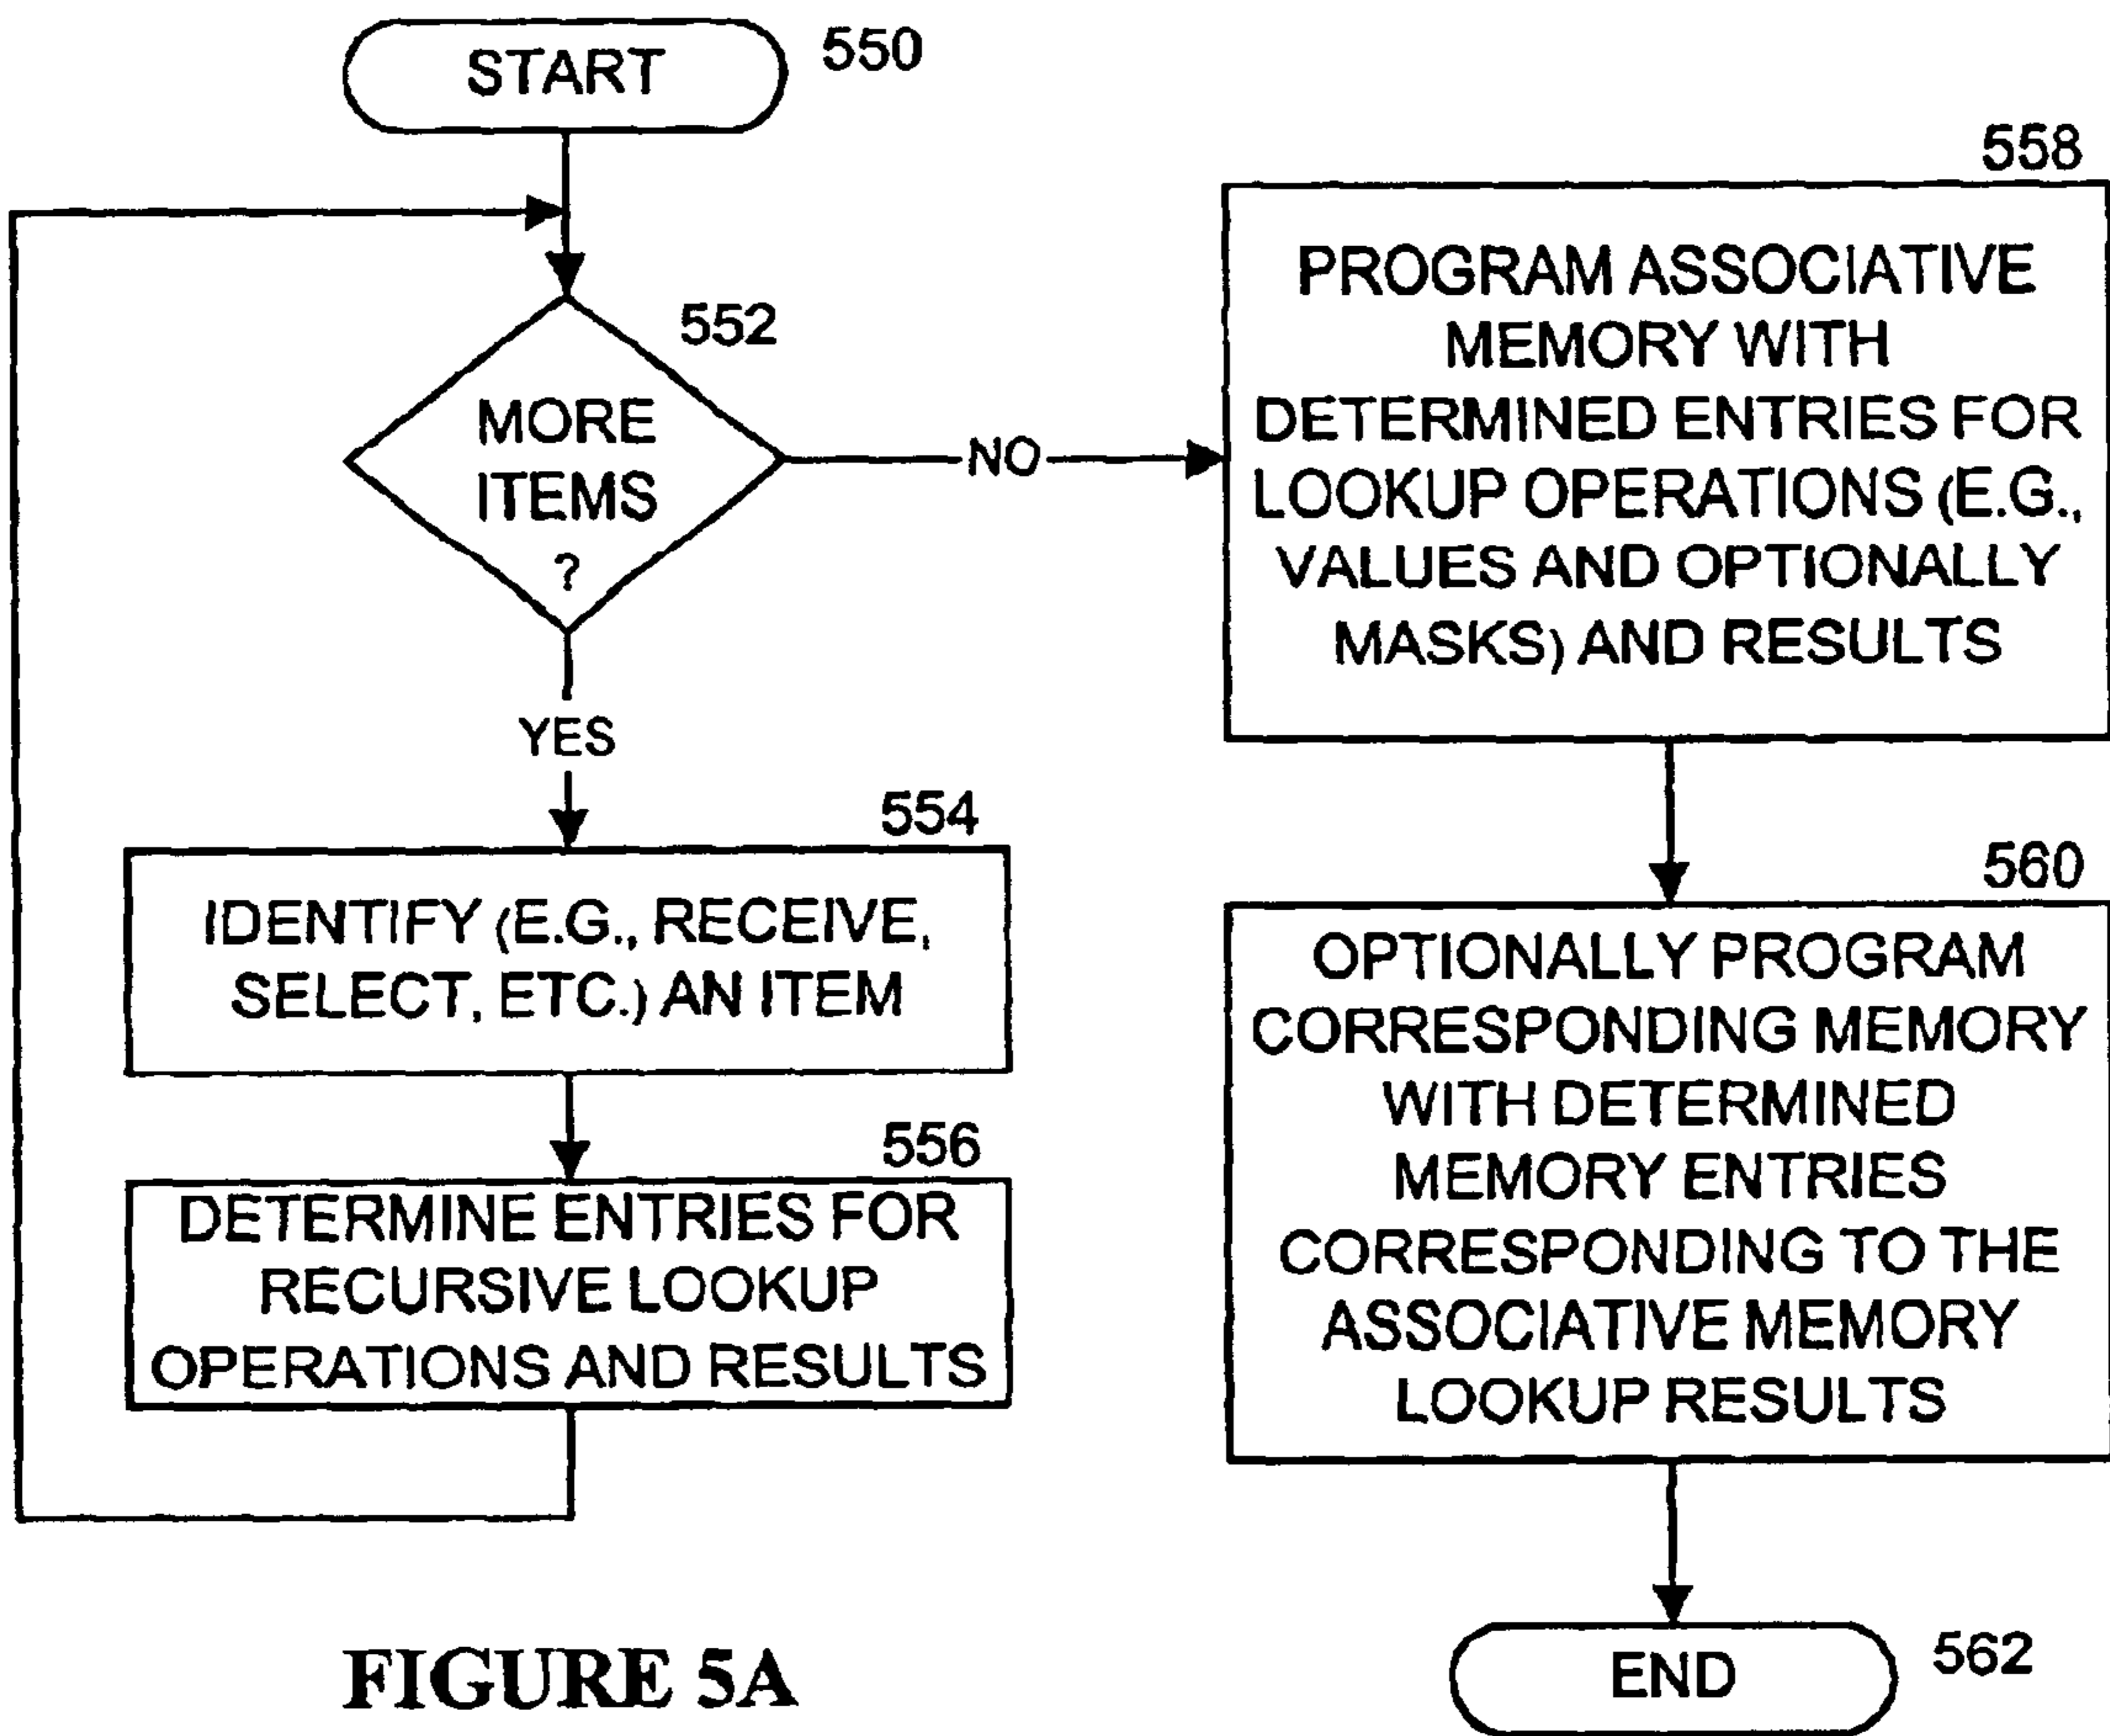 START
550
552
MORE
ITEMS
?
YES
NO
554
IDENTIFY (E.G., RECEIVE,
SELECT, ETC.) AN ITEM
556
DETERMINE ENTRIES FOR
RECURSIVE LOOKUP
OPERATIONS AND RESULTS
558
PROGRAM ASSOCIATIVE
MEMORY WITH
DETERMINED ENTRIES FOR
LOOKUP OPERATIONS (E.G.,
VALUES AND OPTIONALLY
MASKS) AND RESULTS
560
OPTIONALLY PROGRAM
CORRESPONDING MEMORY
WITH DETERMINED
MEMORY ENTRIES
CORRESPONDING TO THE
ASSOCIATIVE MEMORY
LOOKUP RESULTS
END
562
FIGURE 5A